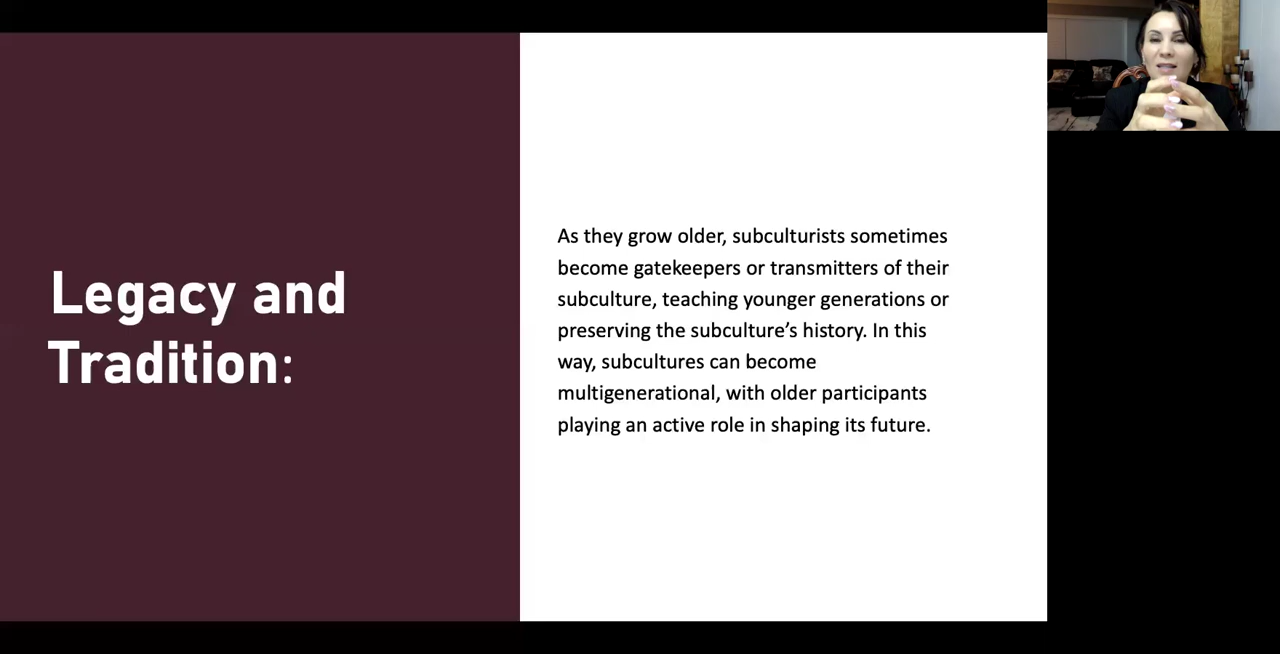 Legacy and
Tradition:
As they grow older, subculturists sometimes
become gatekeepers or transmitters of their
subculture, teaching younger generations or
preserving the subculture’s history. In this
way, subcultures can become
multigenerational, with older participants
playing an active role in shaping its future.